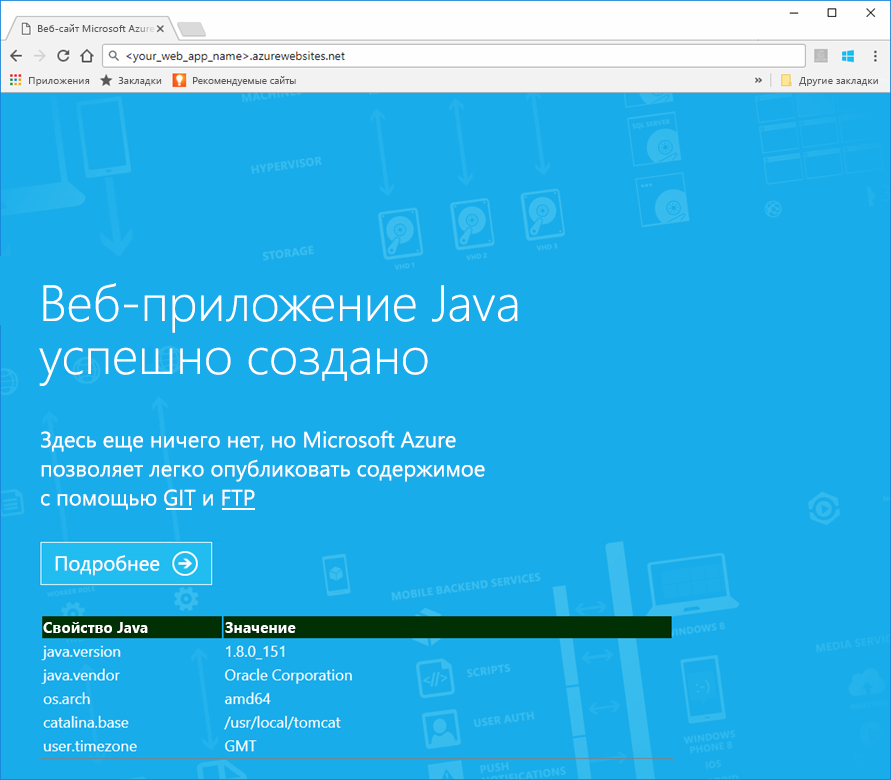 Веб-сайт Microsoft Azure
<your_web_app_name>.azurewebsites.net
Приложения Закладки Рекомендуемые сайты » Другие закладки
HYPERVISOR
SQL SERVER
STORAGE
VHD 1
VHD 2
VHD 3
Веб-приложение Java
успешно создано
Здесь еще ничего нет, но Microsoft Azure
позволяет легко опубликовать содержимое
с помощью GIT и FTP
Подробнее
WORKER ROLE
MOBILE BACKEND SERVICES
WINDOWS 8
Свойство Java Значение
java.version 1.8.0_151
java.vendor Oracle Corporation
os.arch amd64
catalina.base /usr/local/tomcat
user.timezone GMT
SCRIPTS
USER AUTH
PUSH
NOTIFICATIONS
WINDOWS
PHONE 8
iOS